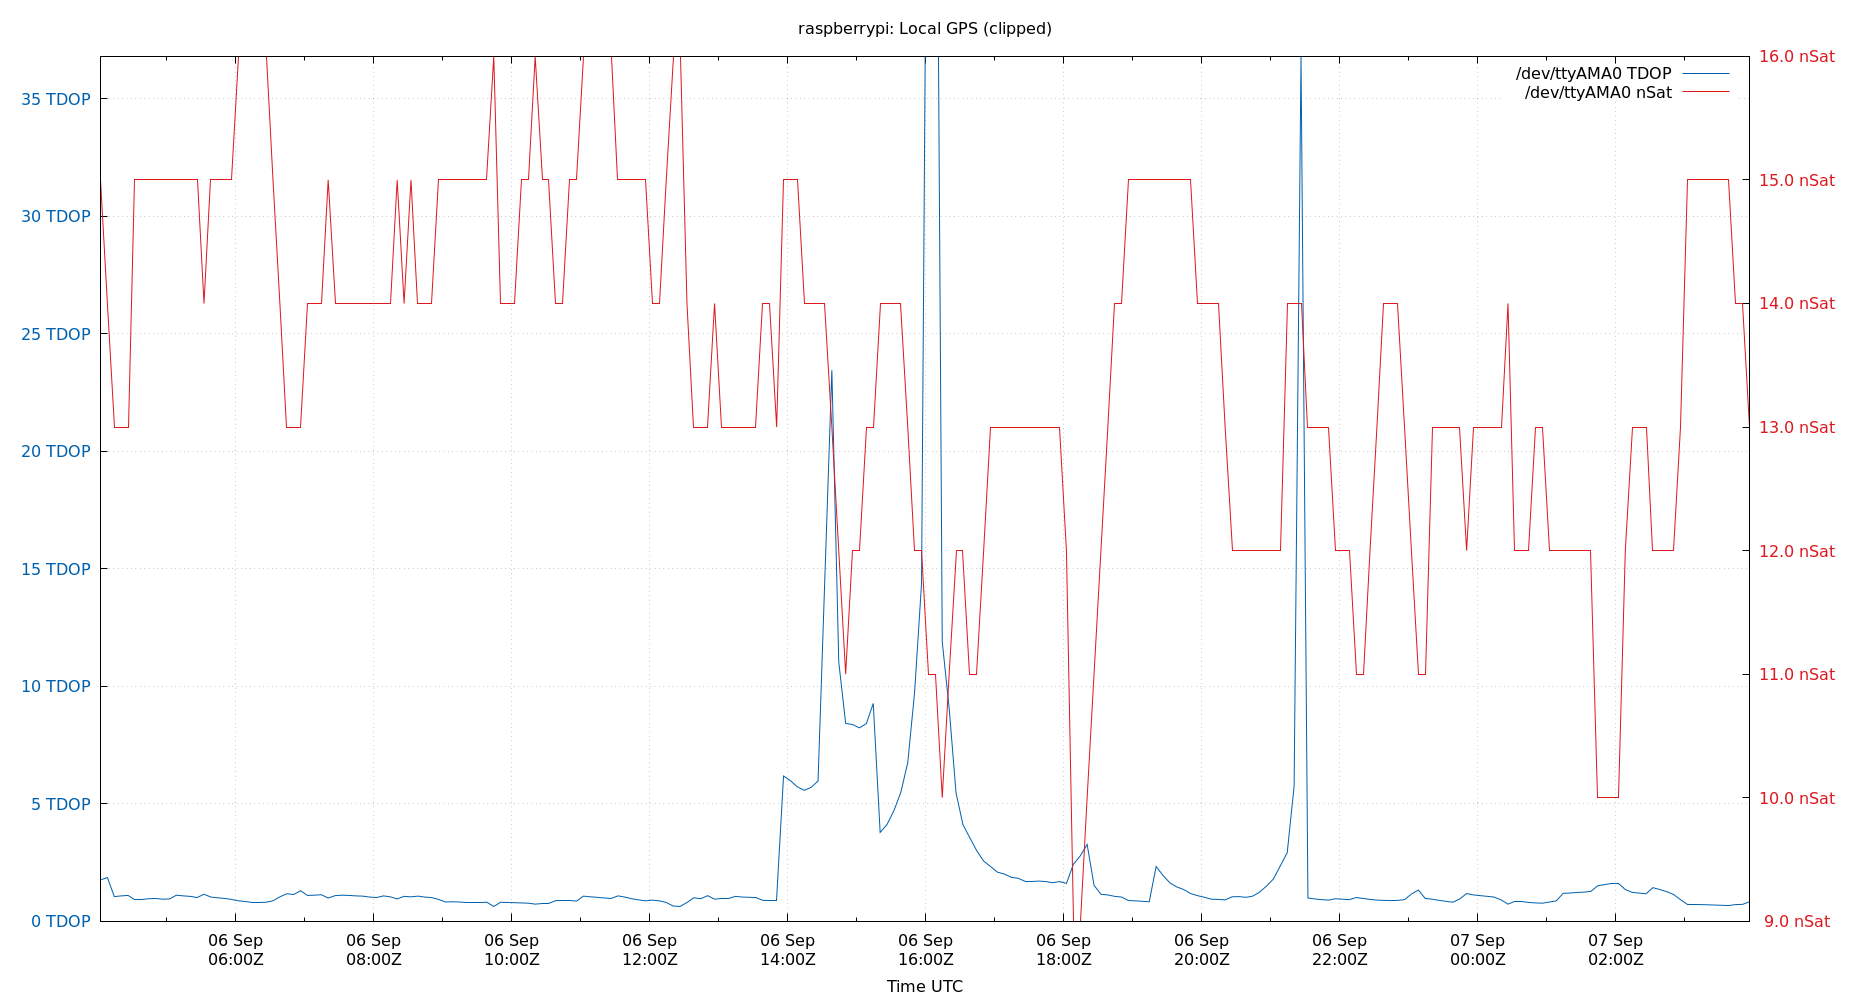 raspberrypi: Local GPS (clipped)
/dev/ttyAMA0 TDOP
/dev/ttyAMA0 nSat
35 TDOP
30 TDOP
25 TDOP
20 TDOP
15 TDOP
10 TDOP
5 TDOP
0 TDOP
16.0 nSat
15.0 nSat
14.0 nSat
13.0 nSat
12.0 nSat
11.0 nSat
10.0 nSat
9.0 nSat
06 Sep
06:00Z
06 Sep
08:00Z
06 Sep
10:00Z
06 Sep
12:00Z
06 Sep
14:00Z
06 Sep
16:00Z
06 Sep
18:00Z
06 Sep
20:00Z
06 Sep
22:00Z
07 Sep
00:00Z
07 Sep
02:00Z
Time UTC